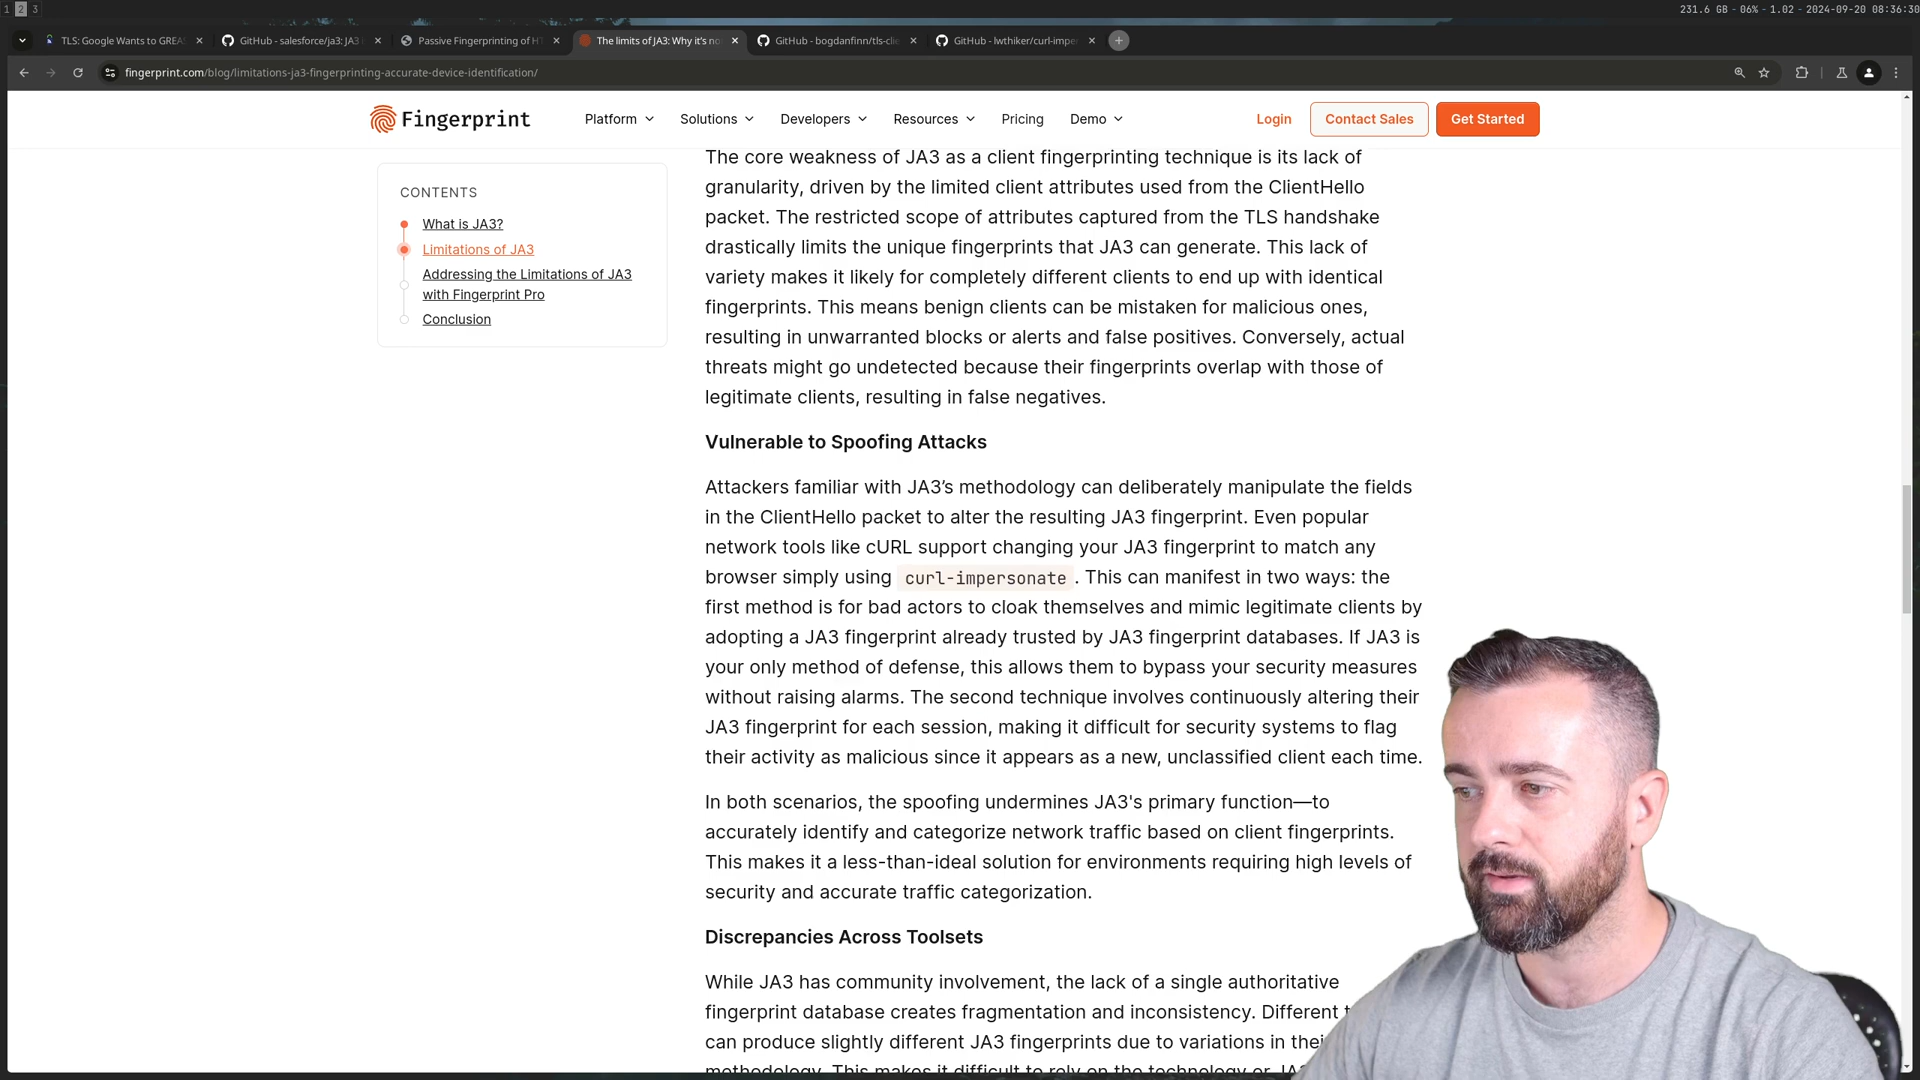 1 2 3
231.6 GB - 06% - 1.02 - 2024-09-20 08:36:30
TLS: Google Wants to GREAS
GitHub - salesforce/ja3: JA3
Passive Fingerprinting of HT
The limits of JA3: Why it's no
GitHub - bogdanfinn/tls-clie
GitHub - lwthiker/curl-impe
fingerprint.com/blog/limitations-ja3-fingerprinting-accurate-device-identification/
Fingerprint
Platform
Solutions
Developers
Resources
Pricing
Demo
Login
Contact Sales
Get Started
CONTENTS
What is JA3?
Limitations of JA3
Addressing the Limitations of JA3
with Fingerprint Pro
Conclusion
The core weakness of JA3 as a client fingerprinting technique is its lack of
granularity, driven by the limited client attributes used from the ClientHello
packet. The restricted scope of attributes captured from the TLS handshake
drastically limits the unique fingerprints that JA3 can generate. This lack of
variety makes it likely for completely different clients to end up with identical
fingerprints. This means benign clients can be mistaken for malicious ones,
resulting in unwarranted blocks or alerts and false positives. Conversely, actual
threats might go undetected because their fingerprints overlap with those of
legitimate clients, resulting in false negatives.
Vulnerable to Spoofing Attacks
Attackers familiar with JA3’s methodology can deliberately manipulate the fields
in the ClientHello packet to alter the resulting JA3 fingerprint. Even popular
network tools like cURL support changing your JA3 fingerprint to match any
browser simply using curl-impersonate. This can manifest in two ways: the
first method is for bad actors to cloak themselves and mimic legitimate clients by
adopting a JA3 fingerprint already trusted by JA3 fingerprint databases. If JA3 is
your only method of defense, this allows them to bypass your security measures
without raising alarms. The second technique involves continuously altering their
JA3 fingerprint for each session, making it difficult for security systems to flag
their activity as malicious since it appears as a new, unclassified client each time.
In both scenarios, the spoofing undermines JA3's primary function—to
accurately identify and categorize network traffic based on client fingerprints.
This makes it a less-than-ideal solution for environments requiring high levels of
security and accurate traffic categorization.
Discrepancies Across Toolsets
While JA3 has community involvement, the lack of a single authoritative
fingerprint database creates fragmentation and inconsistency. Different
can produce slightly different JA3 fingerprints due to variations in
methodology. This makes it difficult to rely on the technology or